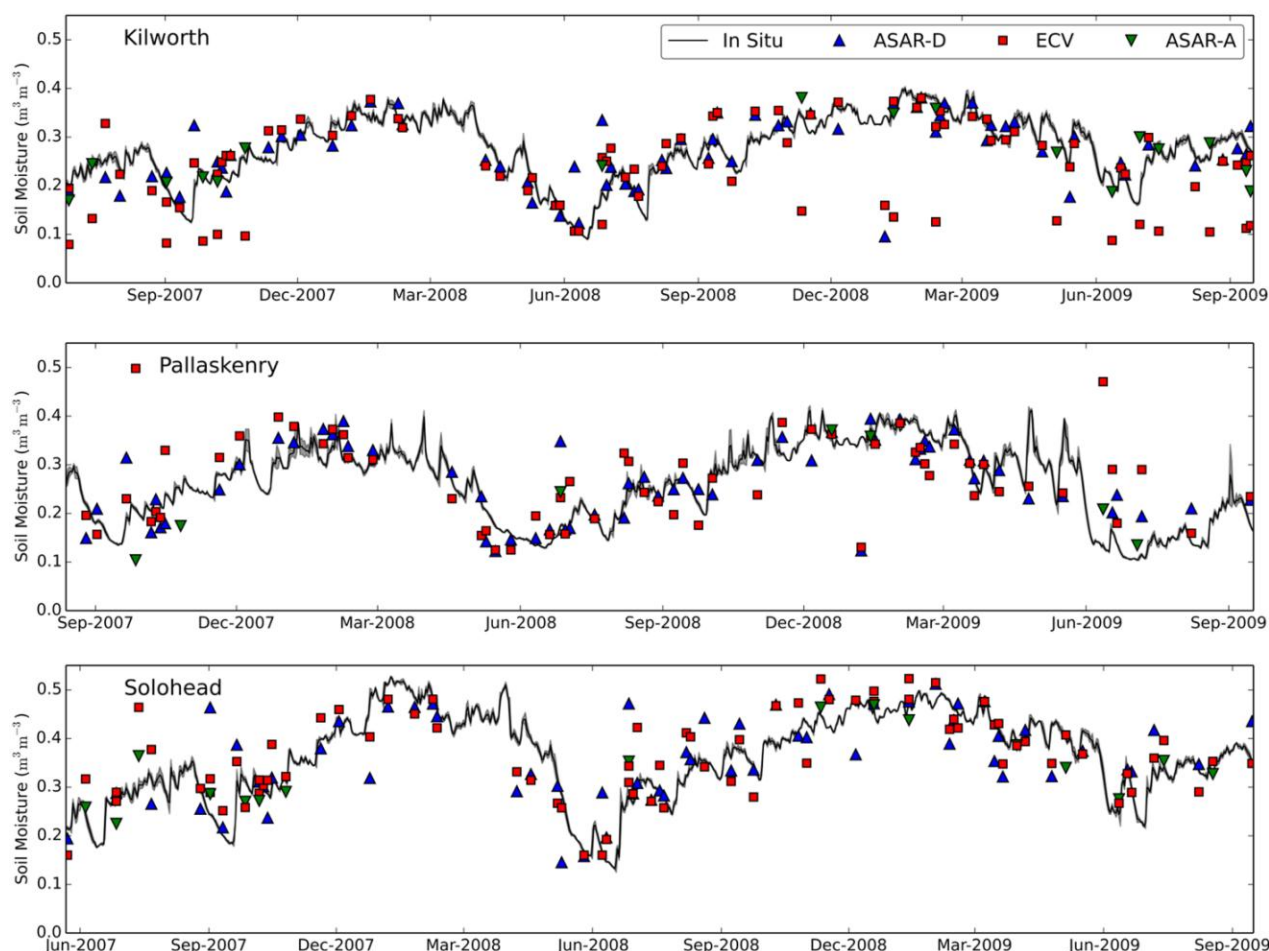 Kilworth
In Situ ASAR-D ECV ASAR-A
Soil Moisture (m³ m⁻³)
0.5
0.4
0.3
0.2
0.1
0.0
Sep-2007 Dec-2007 Mar-2008 Jun-2008 Sep-2008 Dec-2008 Mar-2009 Jun-2009 Sep-2009
Pallaskenry
Soil Moisture (m³ m⁻³)
0.5
0.4
0.3
0.2
0.1
0.0
Sep-2007 Dec-2007 Mar-2008 Jun-2008 Sep-2008 Dec-2008 Mar-2009 Jun-2009 Sep-2009
Solohead
Soil Moisture (m³ m⁻³)
0.5
0.4
0.3
0.2
0.1
0.0
Jun-2007 Sep-2007 Dec-2007 Mar-2008 Jun-2008 Sep-2008 Dec-2008 Mar-2009 Jun-2009 Sep-2009